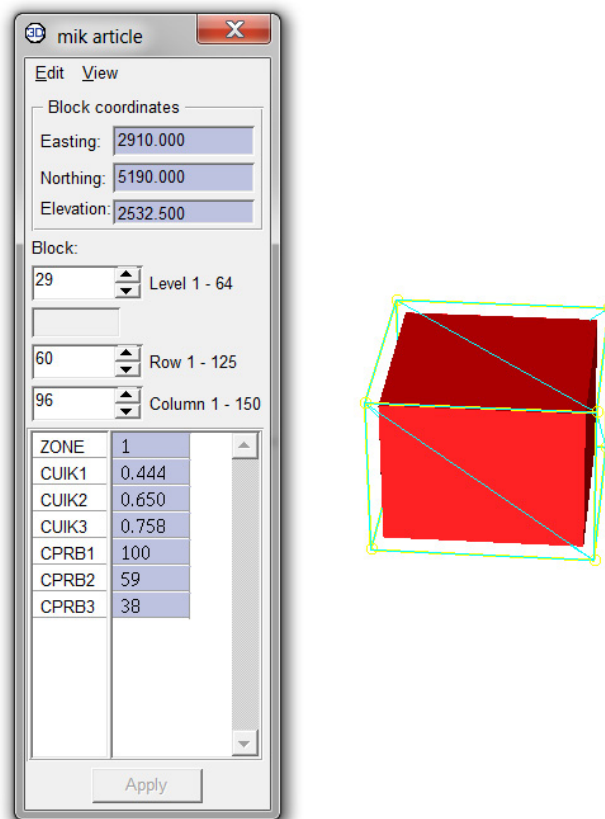 3D mik article X
Edit View
Block coordinates
Easting: 2910.000
Northing: 5190.000
Elevation: 2532.500
Block:
29 Level 1 - 64
60 Row 1 - 125
96 Column 1 - 150
ZONE 1
CUIK1 0.444
CUIK2 0.650
CUIK3 0.758
CPRB1 100
CPRB2 59
CPRB3 38
Apply